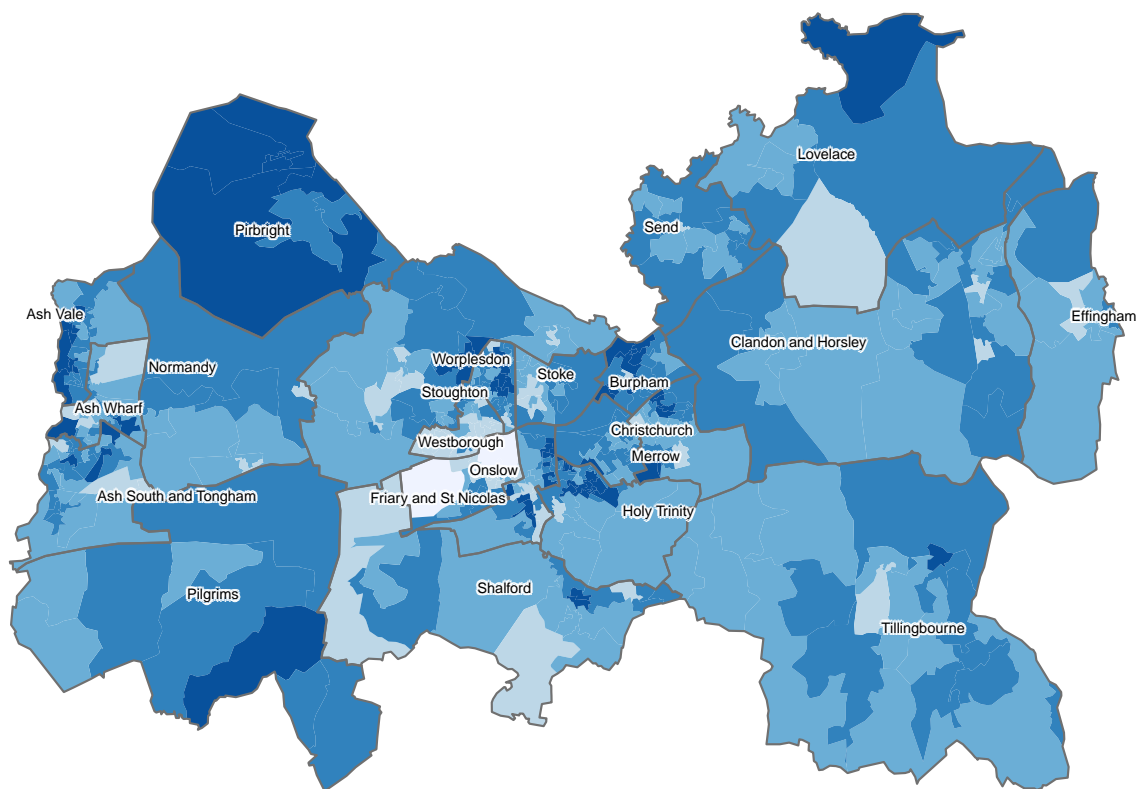 Lovelace
Pirbright
Send
Ash Vale
Effingham
Clandon and Horsley
Worplesdon
Normandy
Stoke
Burpham
Stoughton
Ash Wharf
Christchurch
Westborough
Merrow
Onslow
Ash South and Tongham
Friary and St Nicolas
Holy Trinity
Shalford
Pilgrims
Tillingbourne